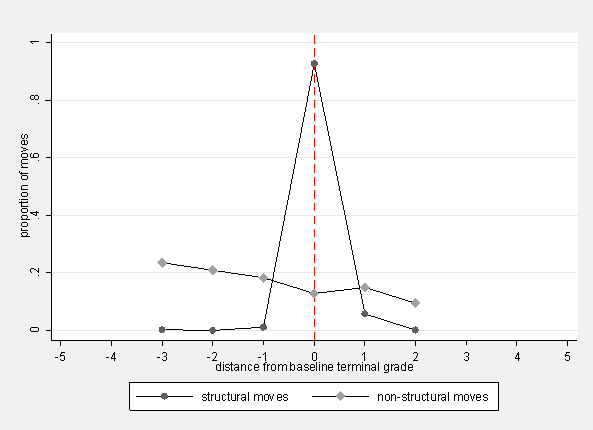 proportion of moves
1
.8
.6
.4
.2
0
-5 -4 -3 -2 -1 0 1 2 3 4 5
distance from baseline terminal grade
structural moves non-structural moves